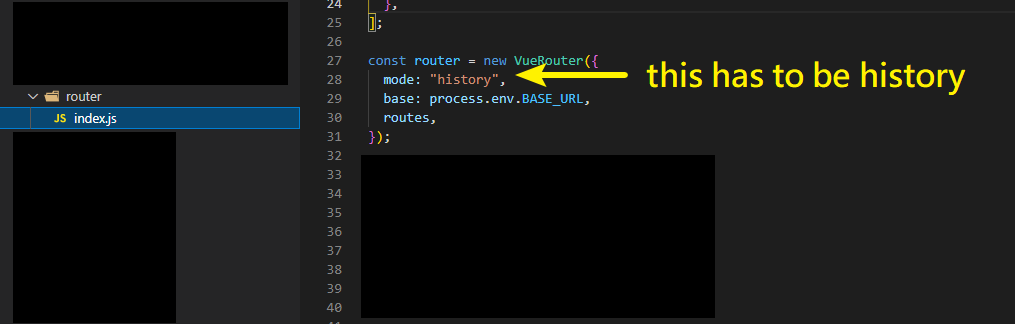 router
JS index.js
24 },
25 ];
26
27 const router = new VueRouter({
28 mode: "history",
29 base: process.env.BASE_URL,
30 routes,
31 });
32
33
34
35
36
37
38
39
40
this has to be history